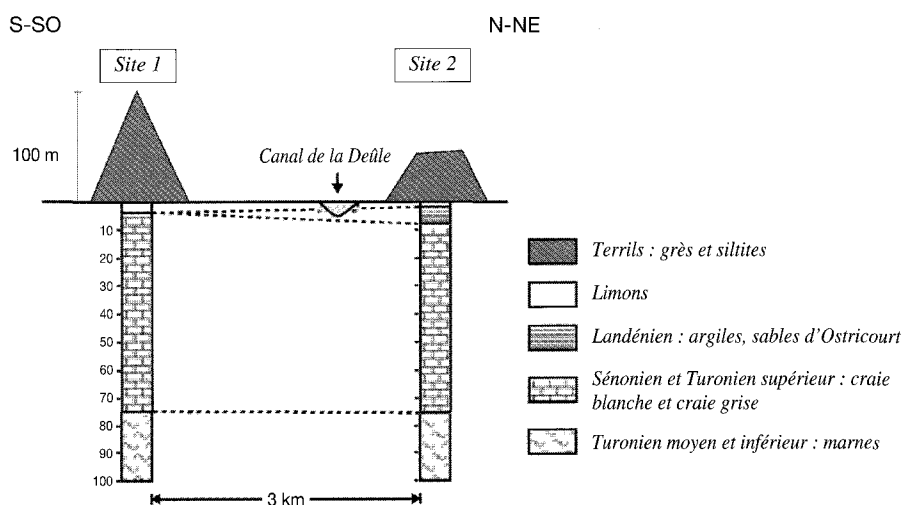 S-SO
N-NE
Site 1
Site 2
100 m
Canal de la Deûle
10
20
30
40
50
60
70
80
90
100
3 km
Terrils : grès et siltites
Limons
Landénien : argiles, sables d'Ostricourt
Sénonien et Turonien supérieur : craie
blanche et craie grise
Turonien moyen et inférieur : marnes